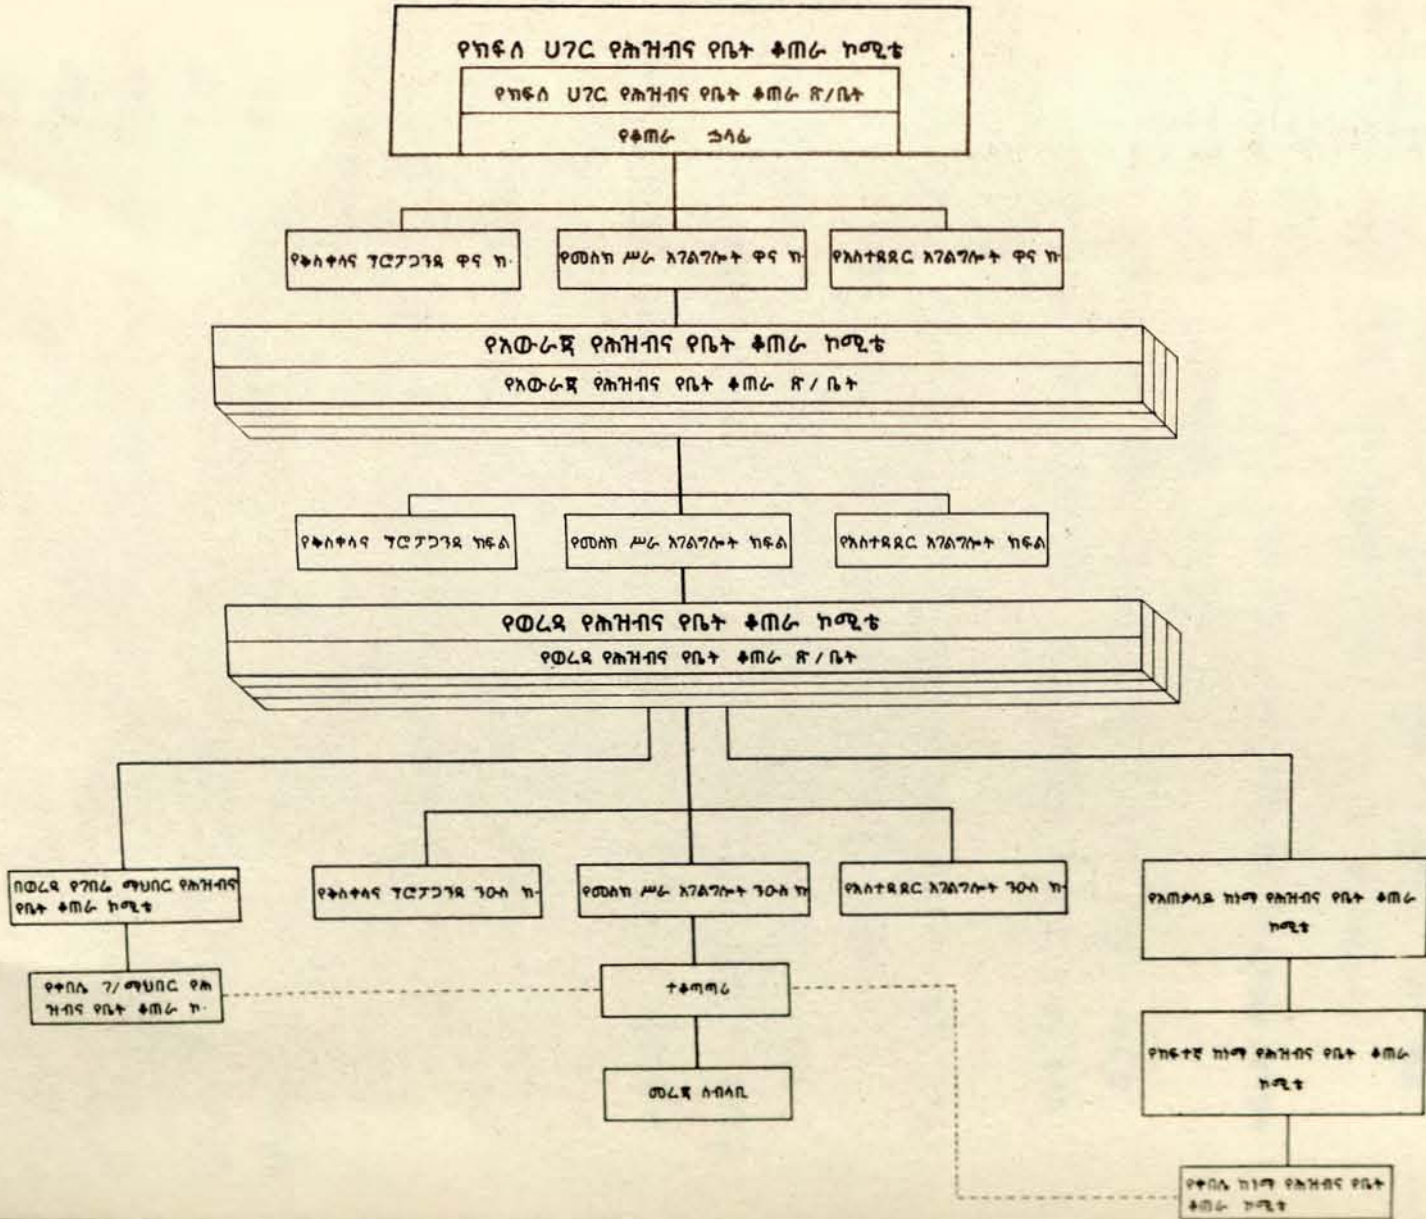 የክፍለ ሀገር የሕዝብና የቤት ቆጠራ ኮሚቴ
የክፍለ ሀገር የሕዝብና የቤት ቆጠራ ጽ/ቤት
የቆጠራ ኃላፊ
የቅስቀሳና ፕሮፓጋንዳ ዋና ክ.
የመስክ ሥራ አገልግሎት ዋና ክ.
የአስተዳደር አገልግሎት ዋና ክ.
የአውራጃ የሕዝብና የቤት ቆጠራ ኮሚቴ
የአውራጃ የሕዝብና የቤት ቆጠራ ጽ/ቤት
የቅስቀሳና ፕሮፓጋንዳ ክፍል
የመስክ ሥራ አገልግሎት ክፍል
የአስተዳደር አገልግሎት ክፍል
የወረዳ የሕዝብና የቤት ቆጠራ ኮሚቴ
የወረዳ የሕዝብና የቤት ቆጠራ ጽ/ቤት
በወረዳ የገበሬ ማህበር የሕዝብና
የቤት ቆጠራ ኮሚቴ
የቅስቀሳና ፕሮፓጋንዳ ንዑስ ክ.
የመስክ ሥራ አገልግሎት ንዑስ ክ
የአስተዳደር አገልግሎት ንዑስ ክ.
የአጠቃላይ ከነማ የሕዝብና የቤት ቆጠራ
ኮሚቴ
የቀበሌ ገ/ማህበር የሕ
ዝብና የቤት ቆጠራ ኮ.
ተቆጣጣሪ
የከፍተኛ ከነማ የሕዝብና የቤት ቆጠራ
ኮሚቴ
መረጃ ሰብሳቢ
የቀበሌ ከነማ የሕዝብና የቤት
ቆጠራ ኮሚቴ